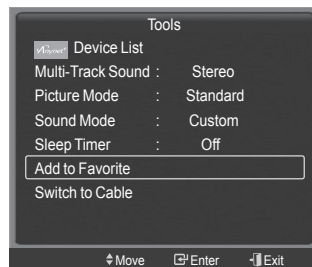 Tools
Anynet+ Device List
Multi-Track Sound : Stereo
Picture Mode : Standard
Sound Mode : Custom
Sleep Timer : Off
Add to Favorite
Switch to Cable
Move Enter Exit